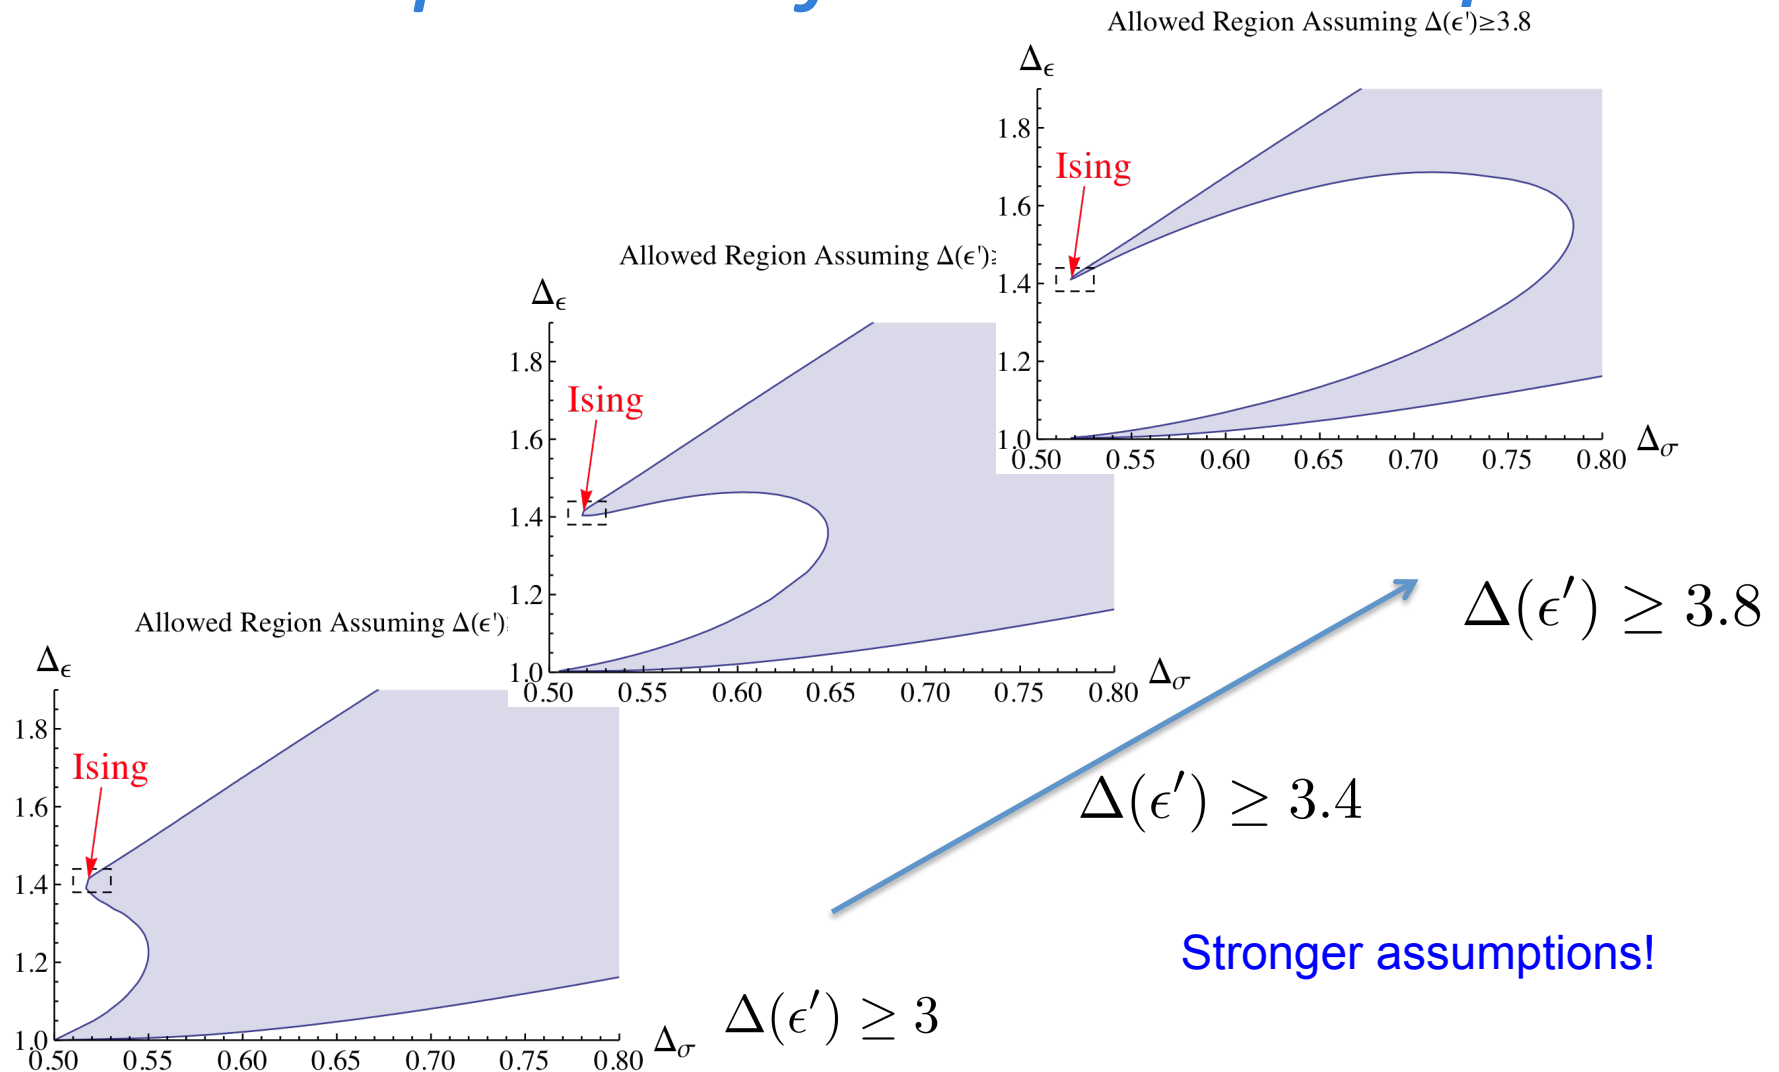 Allowed Region Assuming Δ(ϵ')≥3.8
Δϵ
1.8
1.6
1.4
1.2
1.0
Ising
0.50 0.55 0.60 0.65 0.70 0.75 0.80
Δσ
Allowed Region Assuming Δ(ϵ')≥
Δϵ
1.8
1.6
1.4
1.2
1.0
Ising
0.50 0.55 0.60 0.65 0.70 0.75 0.80
Δσ
Allowed Region Assuming Δ(ϵ')
Δϵ
1.8
1.6
1.4
1.2
1.0
Ising
0.50 0.55 0.60 0.65 0.70 0.75 0.80
Δσ
Δ(ϵ′) ≥ 3.8
Δ(ϵ′) ≥ 3.4
Δ(ϵ′) ≥ 3
Stronger assumptions!